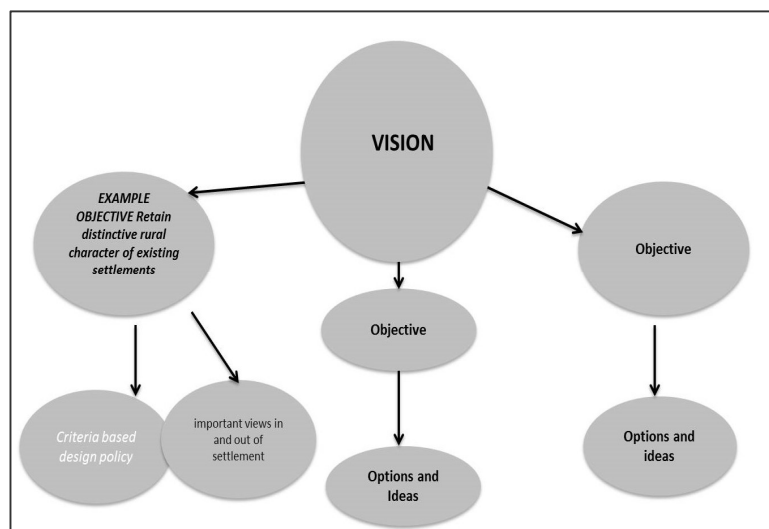 VISION
EXAMPLE
OBJECTIVE Retain
distinctive rural
character of existing
settlements
Objective
Objective
Criteria based
design policy
important views in
and out of
settlement
Options and
Ideas
Options and
ideas